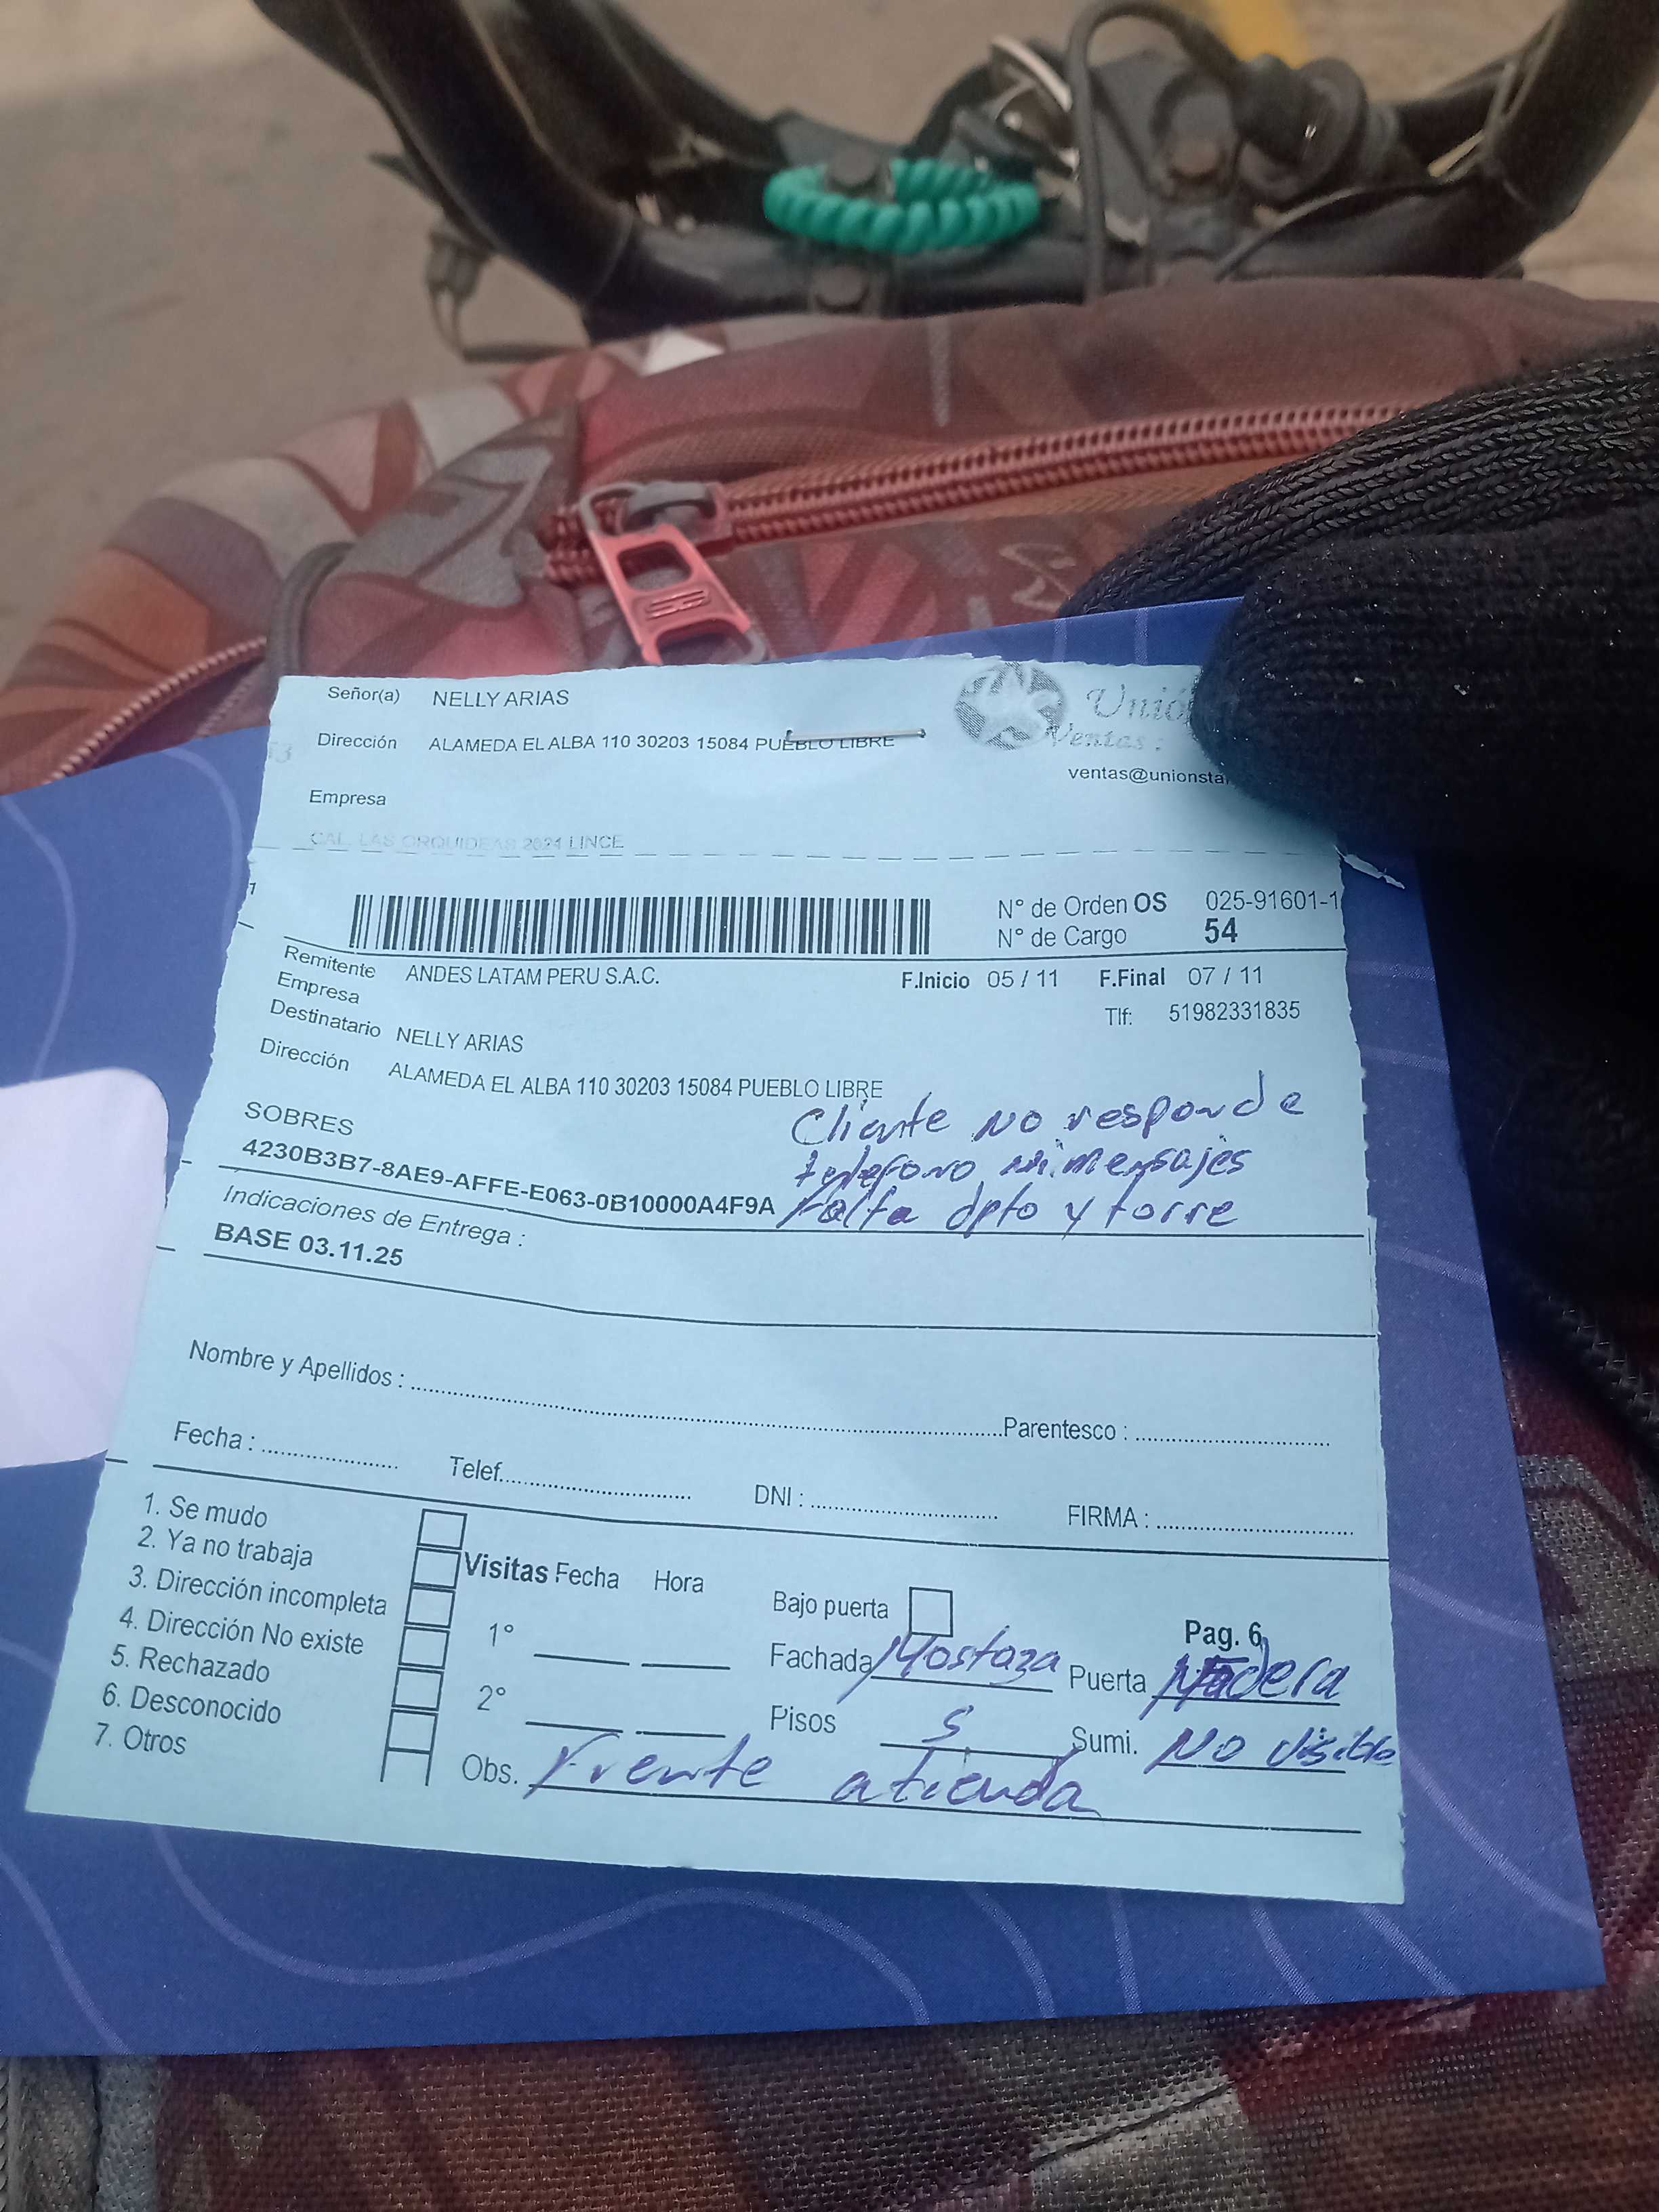 Señor(a) NELLY ARIAS
Unió
Dirección ALAMEDA EL ALBA 110 30203 15084 PUEBLO LIBRE
Ventas :
ventas@unionsta
Empresa
CAL. LAS ORQUIDEAS 2624 LINCE
N° de Orden OS 025-91601-1
N° de Cargo 54
Remitente ANDES LATAM PERU S.A.C. F.Inicio 05 / 11 F.Final 07 / 11
Empresa Tlf: 51982331835
Destinatario NELLY ARIAS
Dirección ALAMEDA EL ALBA 110 30203 15084 PUEBLO LIBRE
SOBRES Cliente no responde
telefono ni mensajes
4230B3B7-8AE9-AFFE-E063-0B10000A4F9A Falta dpto y torre
Indicaciones de Entrega :
BASE 03.11.25
Nombre y Apellidos : Parentesco :
Fecha : Telef. DNI : FIRMA :
1. Se mudo
2. Ya no trabaja Visitas Fecha Hora
3. Dirección incompleta Bajo puerta Pag. 6
4. Dirección No existe 1° Fachada Mostaza Puerta Madera
5. Rechazado
6. Desconocido 2° Pisos 5 Sumi. No visible
7. Otros Obs. Frente atienda